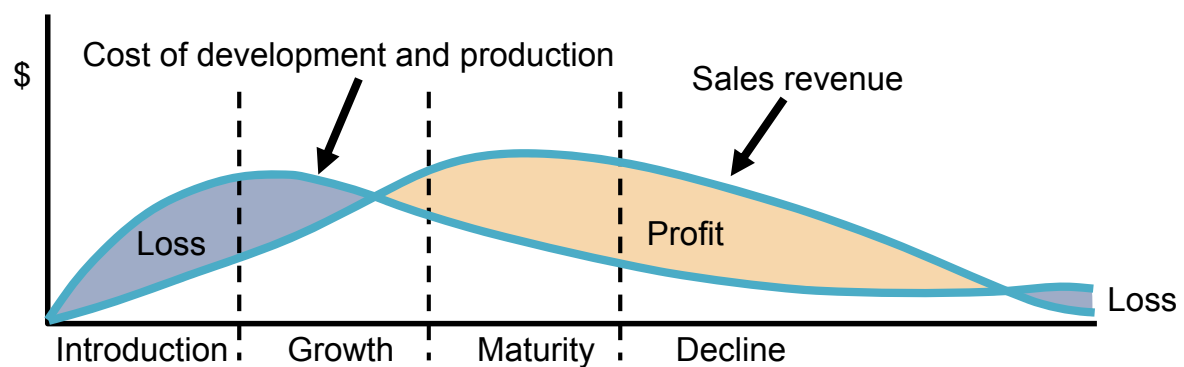 Cost of development and production
$
Sales revenue
Loss
Profit
Loss
Introduction
Growth
Maturity
Decline